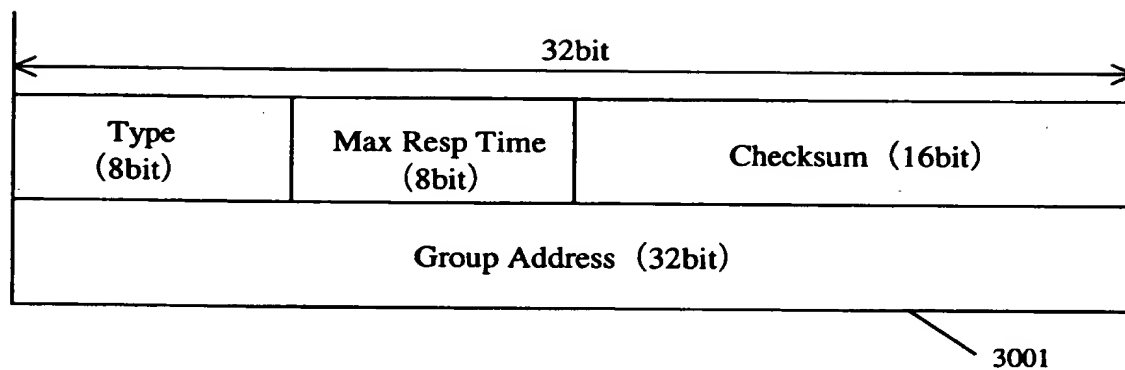 32bit
Type
(8bit)
Max Resp Time
(8bit)
Checksum (16bit)
Group Address (32bit)
3001